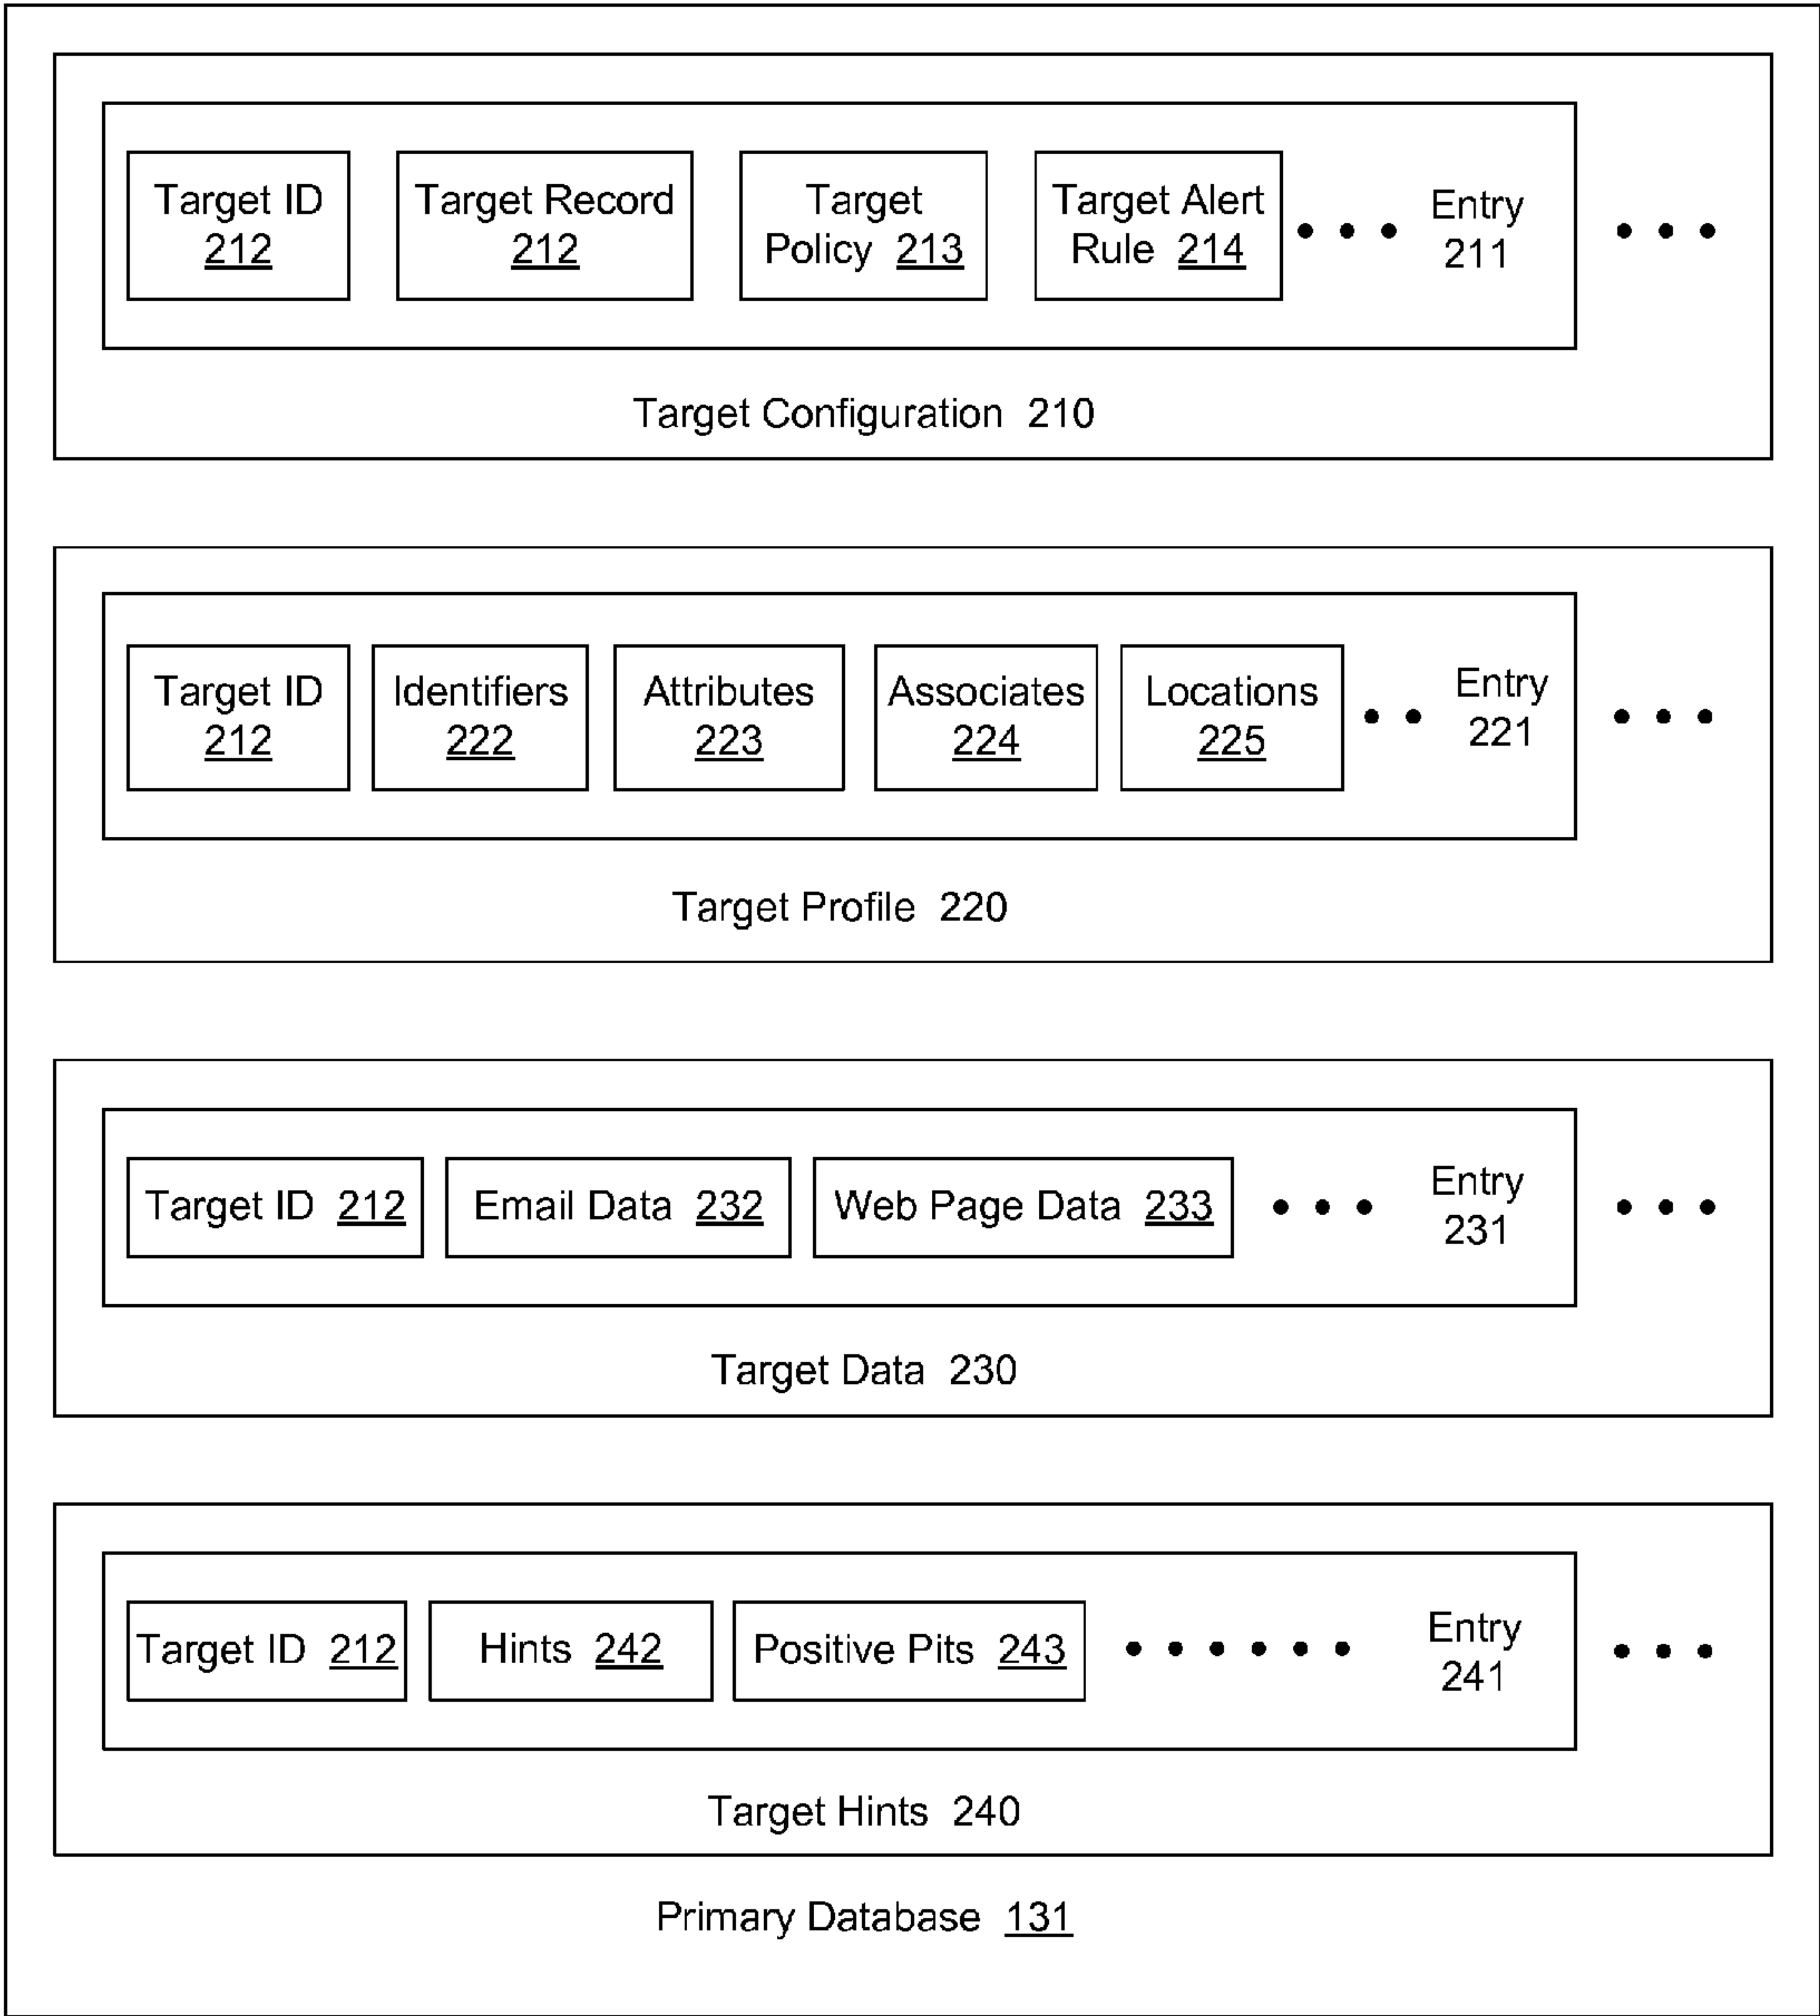 Target ID
212
Target Record
212
Target
Policy 213
Target Alert
Rule 214
Entry
211
Target Configuration 210
Target ID
212
Identifiers
222
Attributes
223
Associates
224
Locations
225
Entry
221
Target Profile 220
Target ID 212
Email Data 232
Web Page Data 233
Entry
231
Target Data 230
Target ID 212
Hints 242
Positive Pits 243
Entry
241
Target Hints 240
Primary Database 131